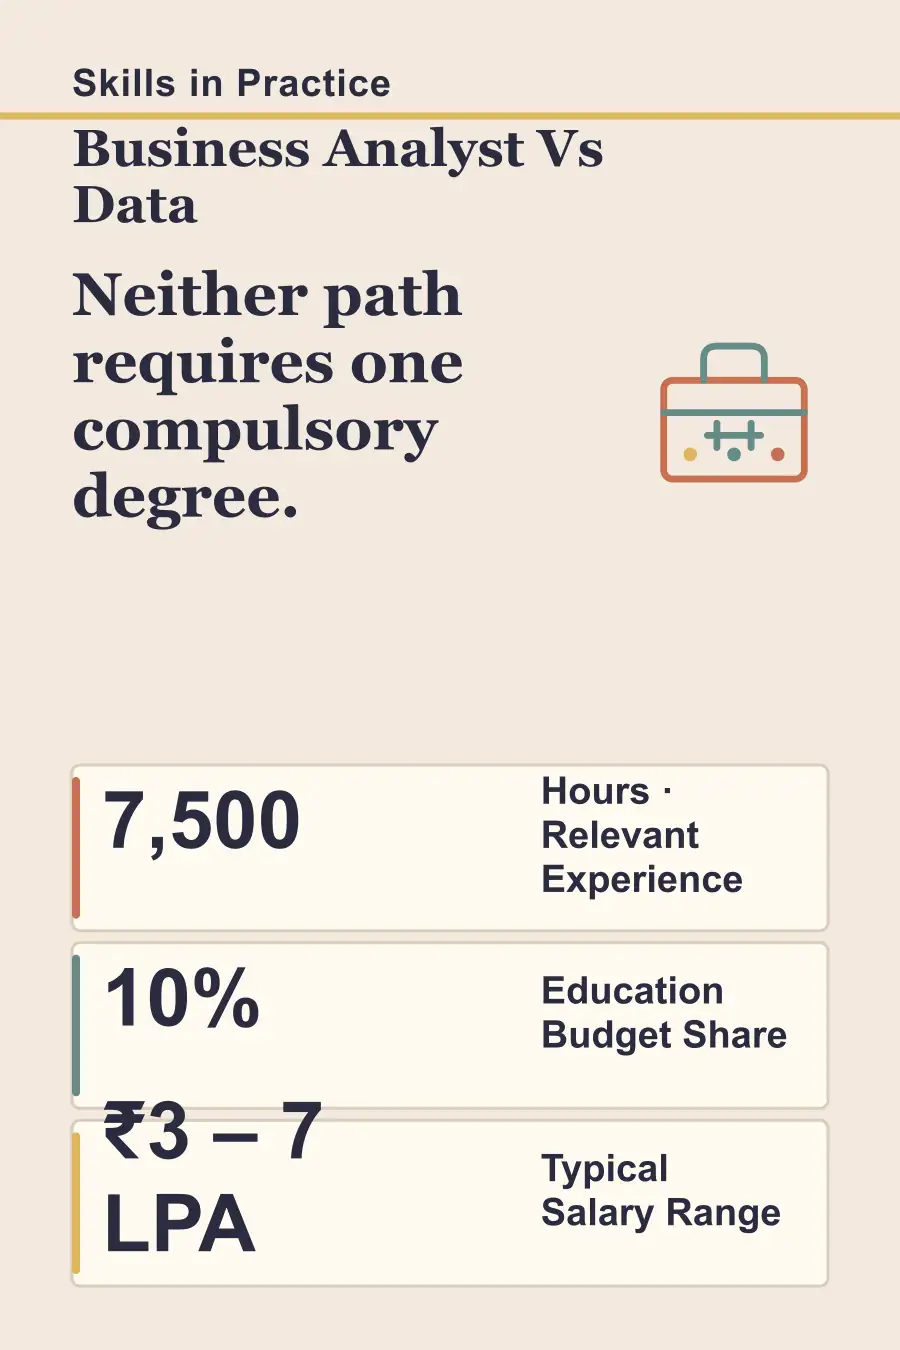 Skills in Practice
Business Analyst Vs
Data
Neither path
requires one
compulsory
degree.
7,500
Hours ·
Relevant
Experience
10%
Education
Budget Share
₹3 – 7
LPA
Typical
Salary Range